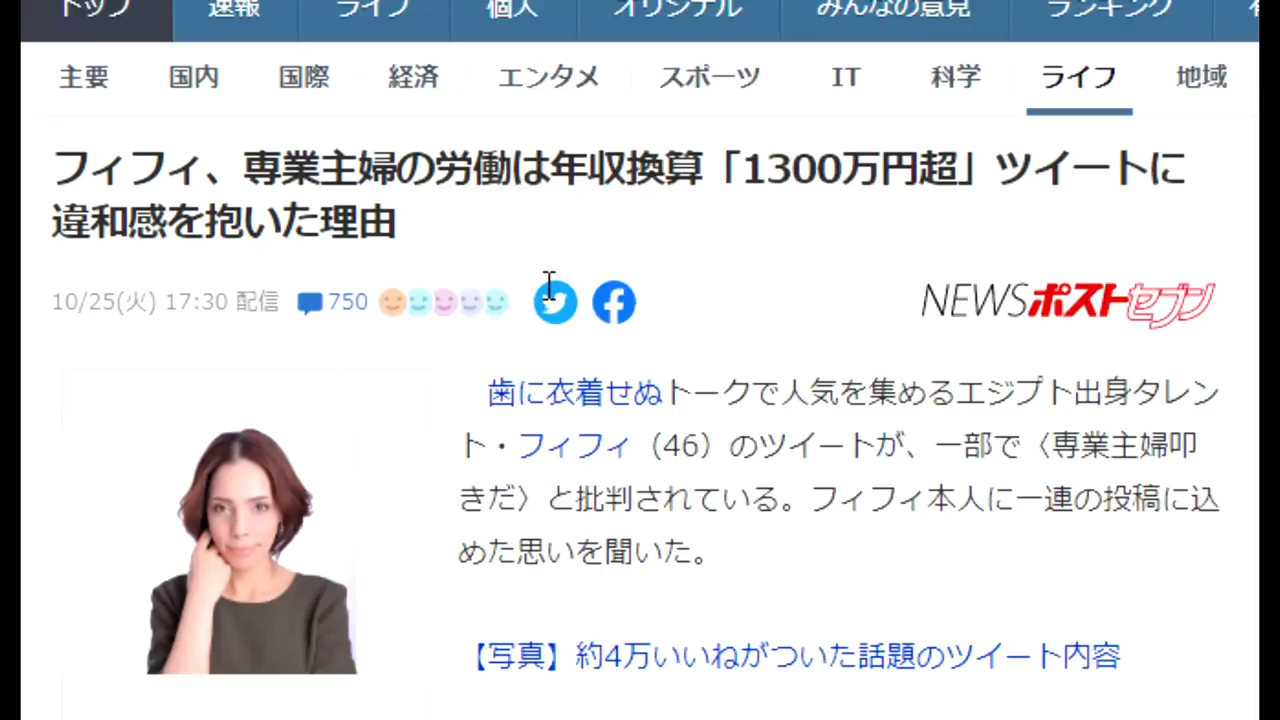 トップ
速報
ライブ
個人
オリジナル
みんなの意見
ランキング
主要
国内
国際
経済
エンタメ
スポーツ
IT
科学
ライフ
地域
フィフィ、専業主婦の労働は年収換算「1300万円超」ツイートに
違和感を抱いた理由
10/25(火) 17:30 配信
750
NEWSポストセブン
歯に衣着せぬトークで人気を集めるエジプト出身タレン
ト・フィフィ（46）のツイートが、一部で〈専業主婦叩
きだ〉と批判されている。フィフィ本人に一連の投稿に込
めた思いを聞いた。
【写真】約4万いいねがついた話題のツイート内容